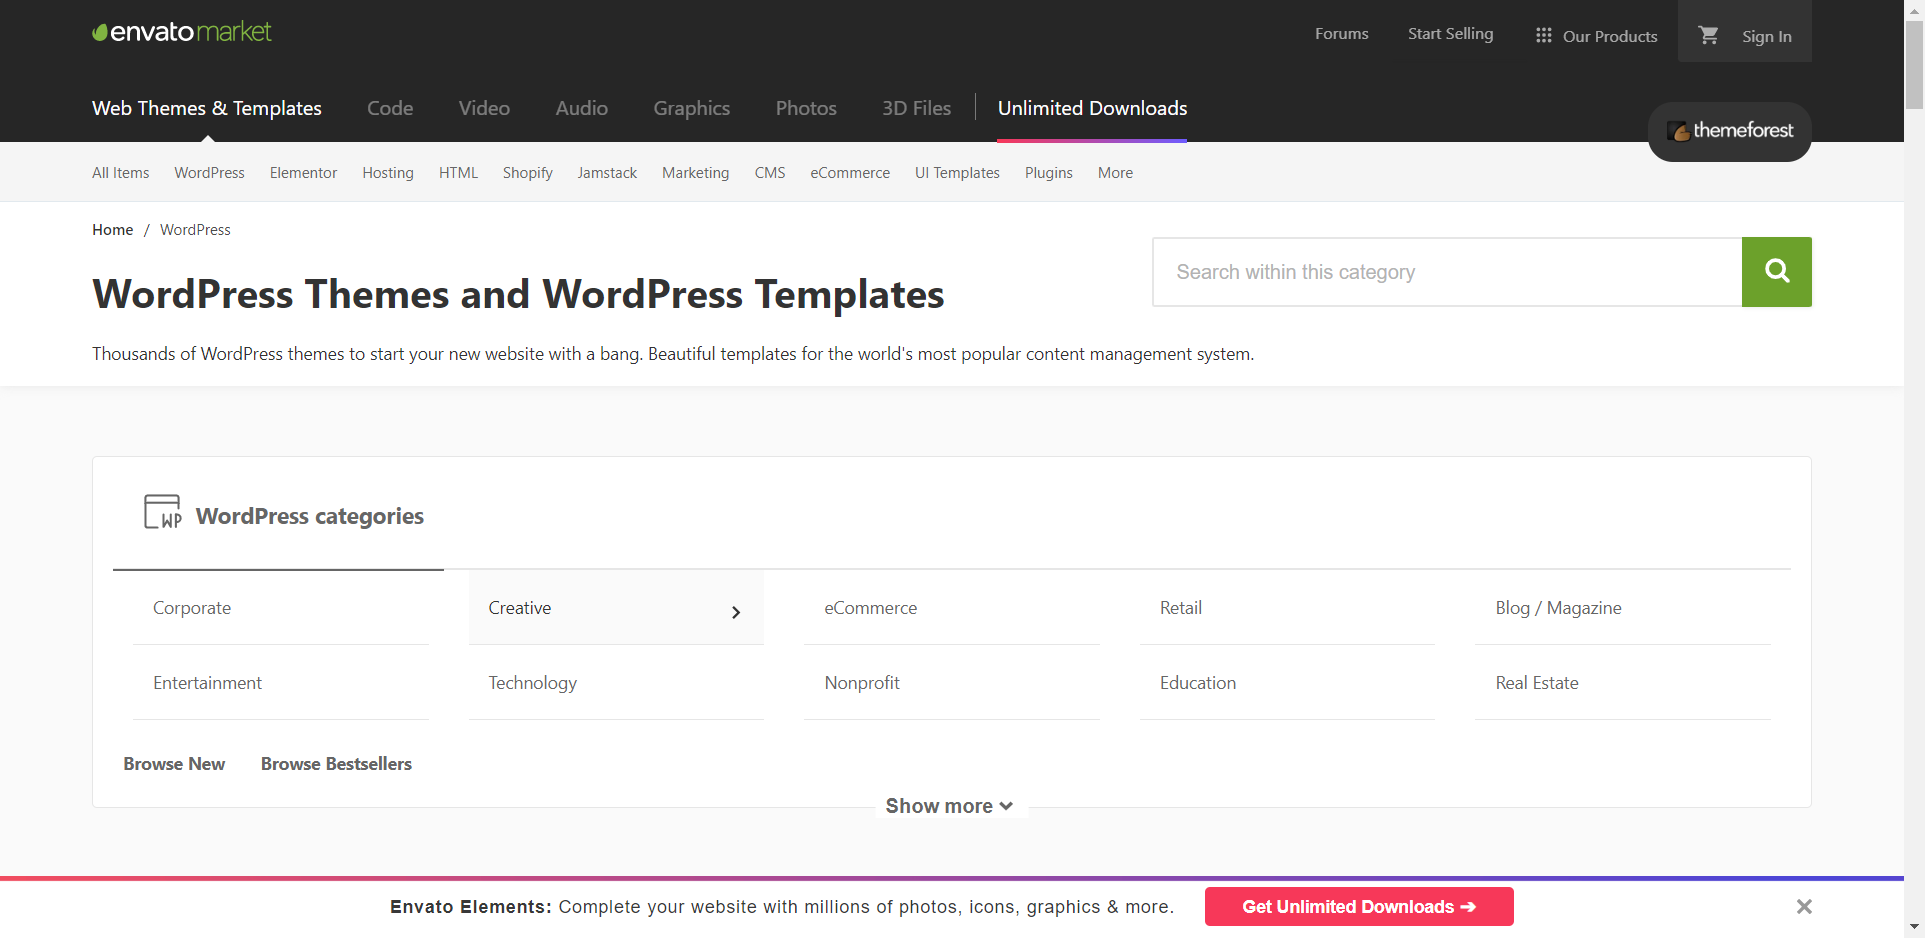 envato market
Forums
Start Selling
Our Products
Sign In
Web Themes & Templates
Code
Video
Audio
Graphics
Photos
3D Files
Unlimited Downloads
themeforest
All Items
WordPress
Elementor
Hosting
HTML
Shopify
Jamstack
Marketing
CMS
eCommerce
UI Templates
Plugins
More
Home / WordPress
Search within this category
WordPress Themes and WordPress Templates
Thousands of WordPress themes to start your new website with a bang. Beautiful templates for the world's most popular content management system.
WP
WordPress categories
Corporate
Creative
eCommerce
Retail
Blog / Magazine
Entertainment
Technology
Nonprofit
Education
Real Estate
Browse New
Browse Bestsellers
Show more
Envato Elements: Complete your website with millions of photos, icons, graphics & more.
Get Unlimited Downloads ➔